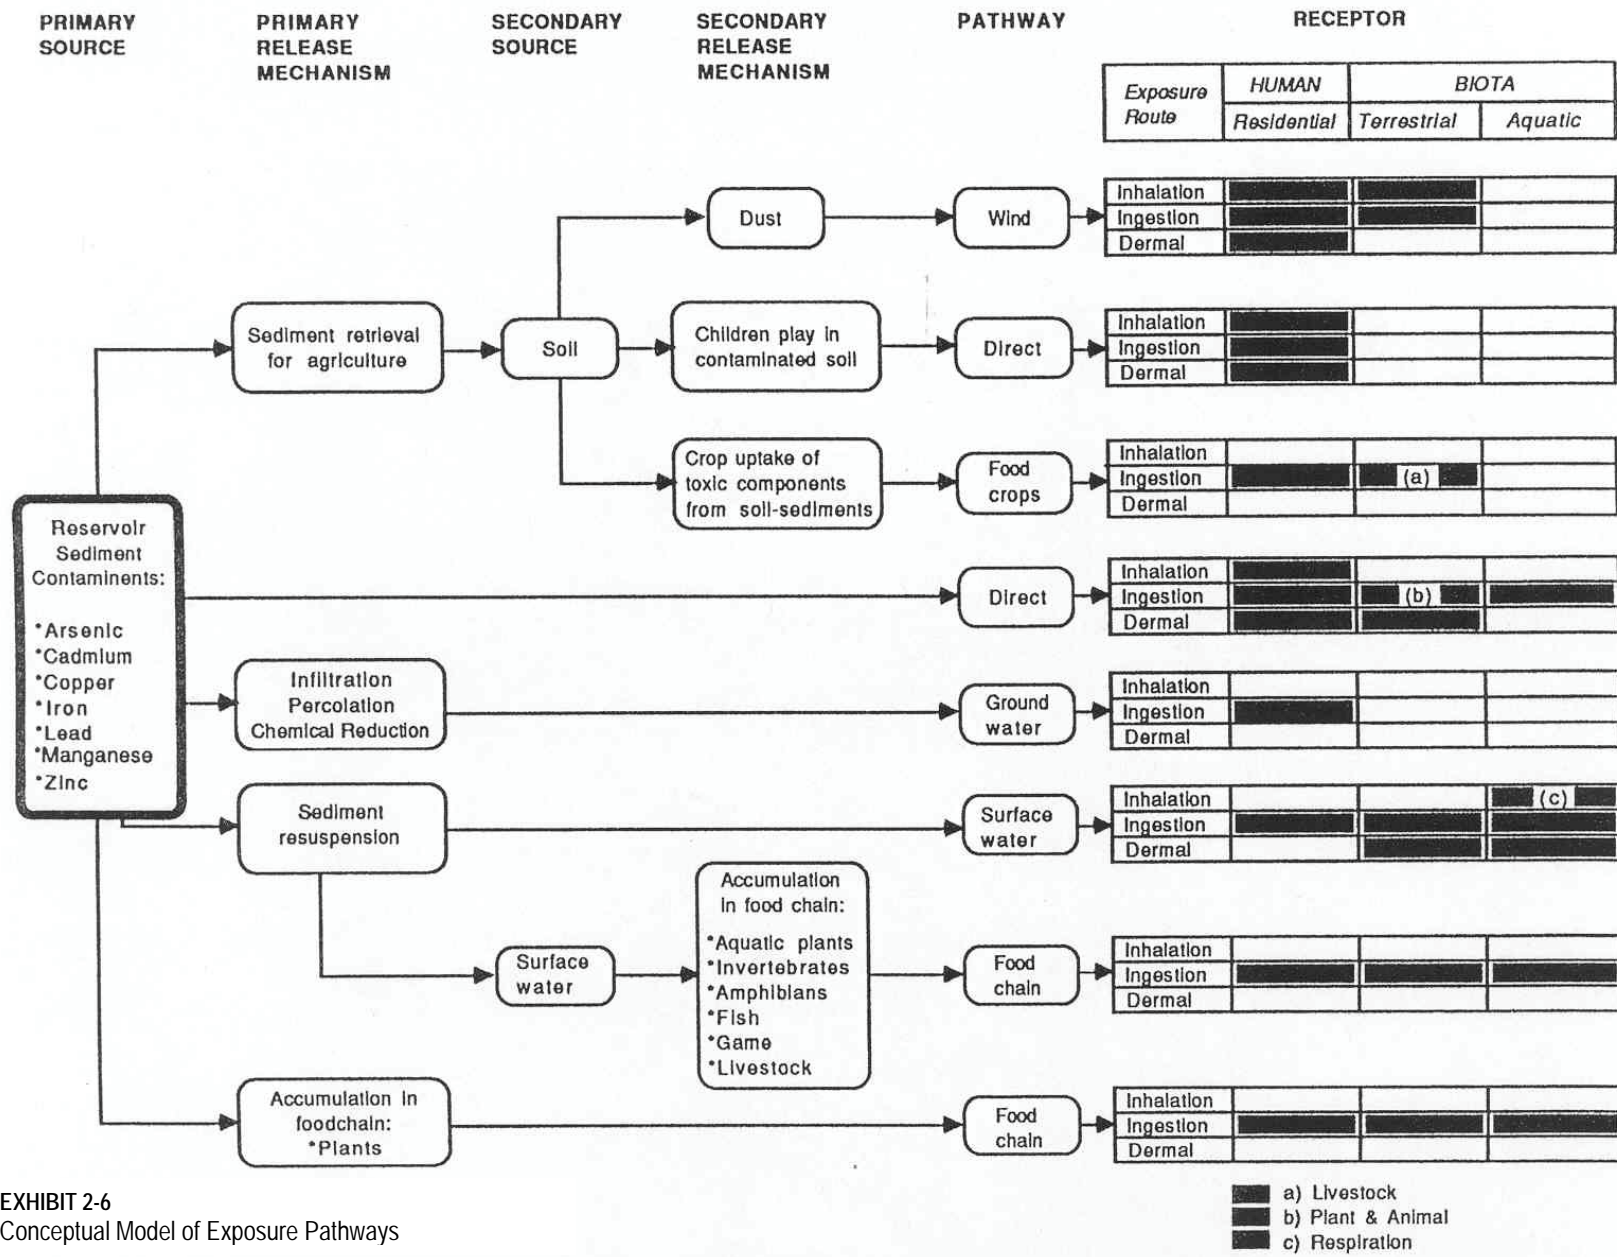 PRIMARY
SOURCE
PRIMARY
RELEASE
MECHANISM
SECONDARY
SOURCE
SECONDARY
RELEASE
MECHANISM
PATHWAY
RECEPTOR
Exposure
Route
HUMAN
BIOTA
Residential
Terrestrial
Aquatic
Dust
Wind
Inhalation
Ingestion
Dermal
Sediment retrieval
for agriculture
Soil
Children play in
contaminated soil
Direct
Inhalation
Ingestion
Dermal
Crop uptake of
toxic components
from soil-sediments
Food
crops
Inhalation
Ingestion
(a)
Dermal
Reservoir
Sediment
Contaminents:
*Arsenic
*Cadmium
*Copper
*Iron
*Lead
*Manganese
*Zinc
Direct
Inhalation
Ingestion
(b)
Dermal
Infiltration
Percolation
Chemical Reduction
Ground
water
Inhalation
Ingestion
Dermal
Sediment
resuspension
Surface
water
Inhalation
(c)
Ingestion
Dermal
Surface
water
Accumulation
in food chain:
*Aquatic plants
*Invertebrates
*Amphibians
*Fish
*Game
*Livestock
Food
chain
Inhalation
Ingestion
Dermal
Accumulation in
foodchain:
*Plants
Food
chain
Inhalation
Ingestion
Dermal
a) Livestock
b) Plant & Animal
c) Respiration
EXHIBIT 2-6
Conceptual Model of Exposure Pathways